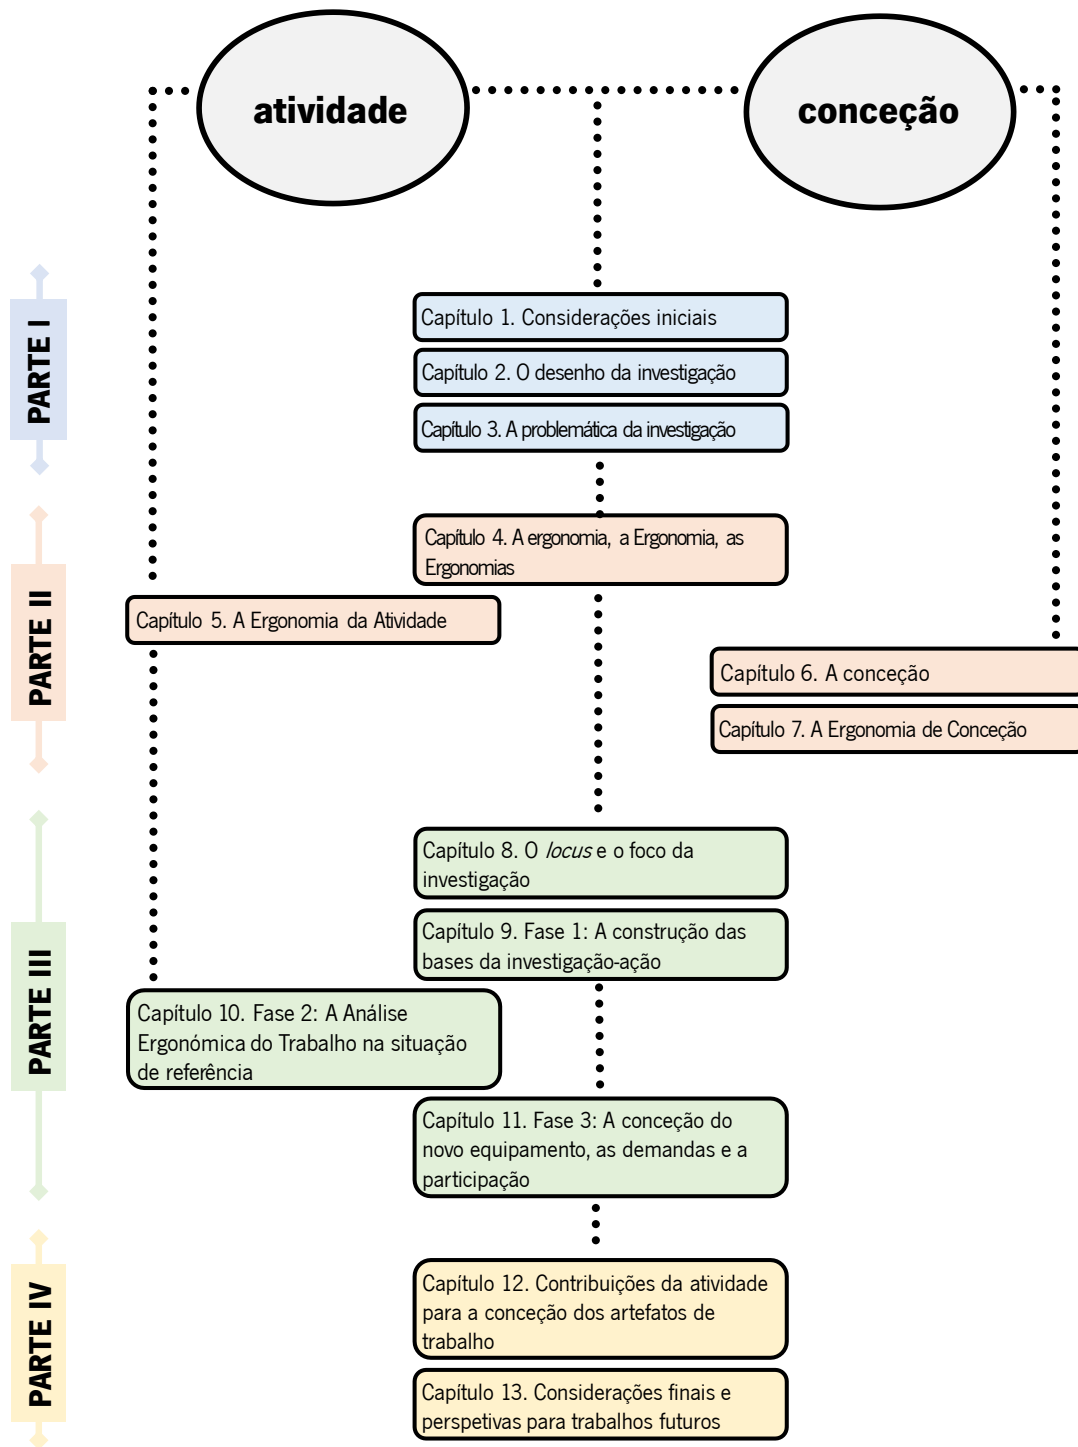 atividade
conceção
PARTE I
Capítulo 1. Considerações iniciais
Capítulo 2. O desenho da investigação
Capítulo 3. A problemática da investigação
PARTE II
Capítulo 4. A ergonomia, a Ergonomia, as
Ergonomias
Capítulo 5. A Ergonomia da Atividade
Capítulo 6. A conceção
Capítulo 7. A Ergonomia de Conceção
PARTE III
Capítulo 8. O locus e o foco da
investigação
Capítulo 9. Fase 1: A construção das
bases da investigação-ação
Capítulo 10. Fase 2: A Análise
Ergonómica do Trabalho na situação
de referência
Capítulo 11. Fase 3: A conceção do
novo equipamento, as demandas e a
participação
PARTE IV
Capítulo 12. Contribuições da atividade
para a conceção dos artefatos de
trabalho
Capítulo 13. Considerações finais e
perspetivas para trabalhos futuros